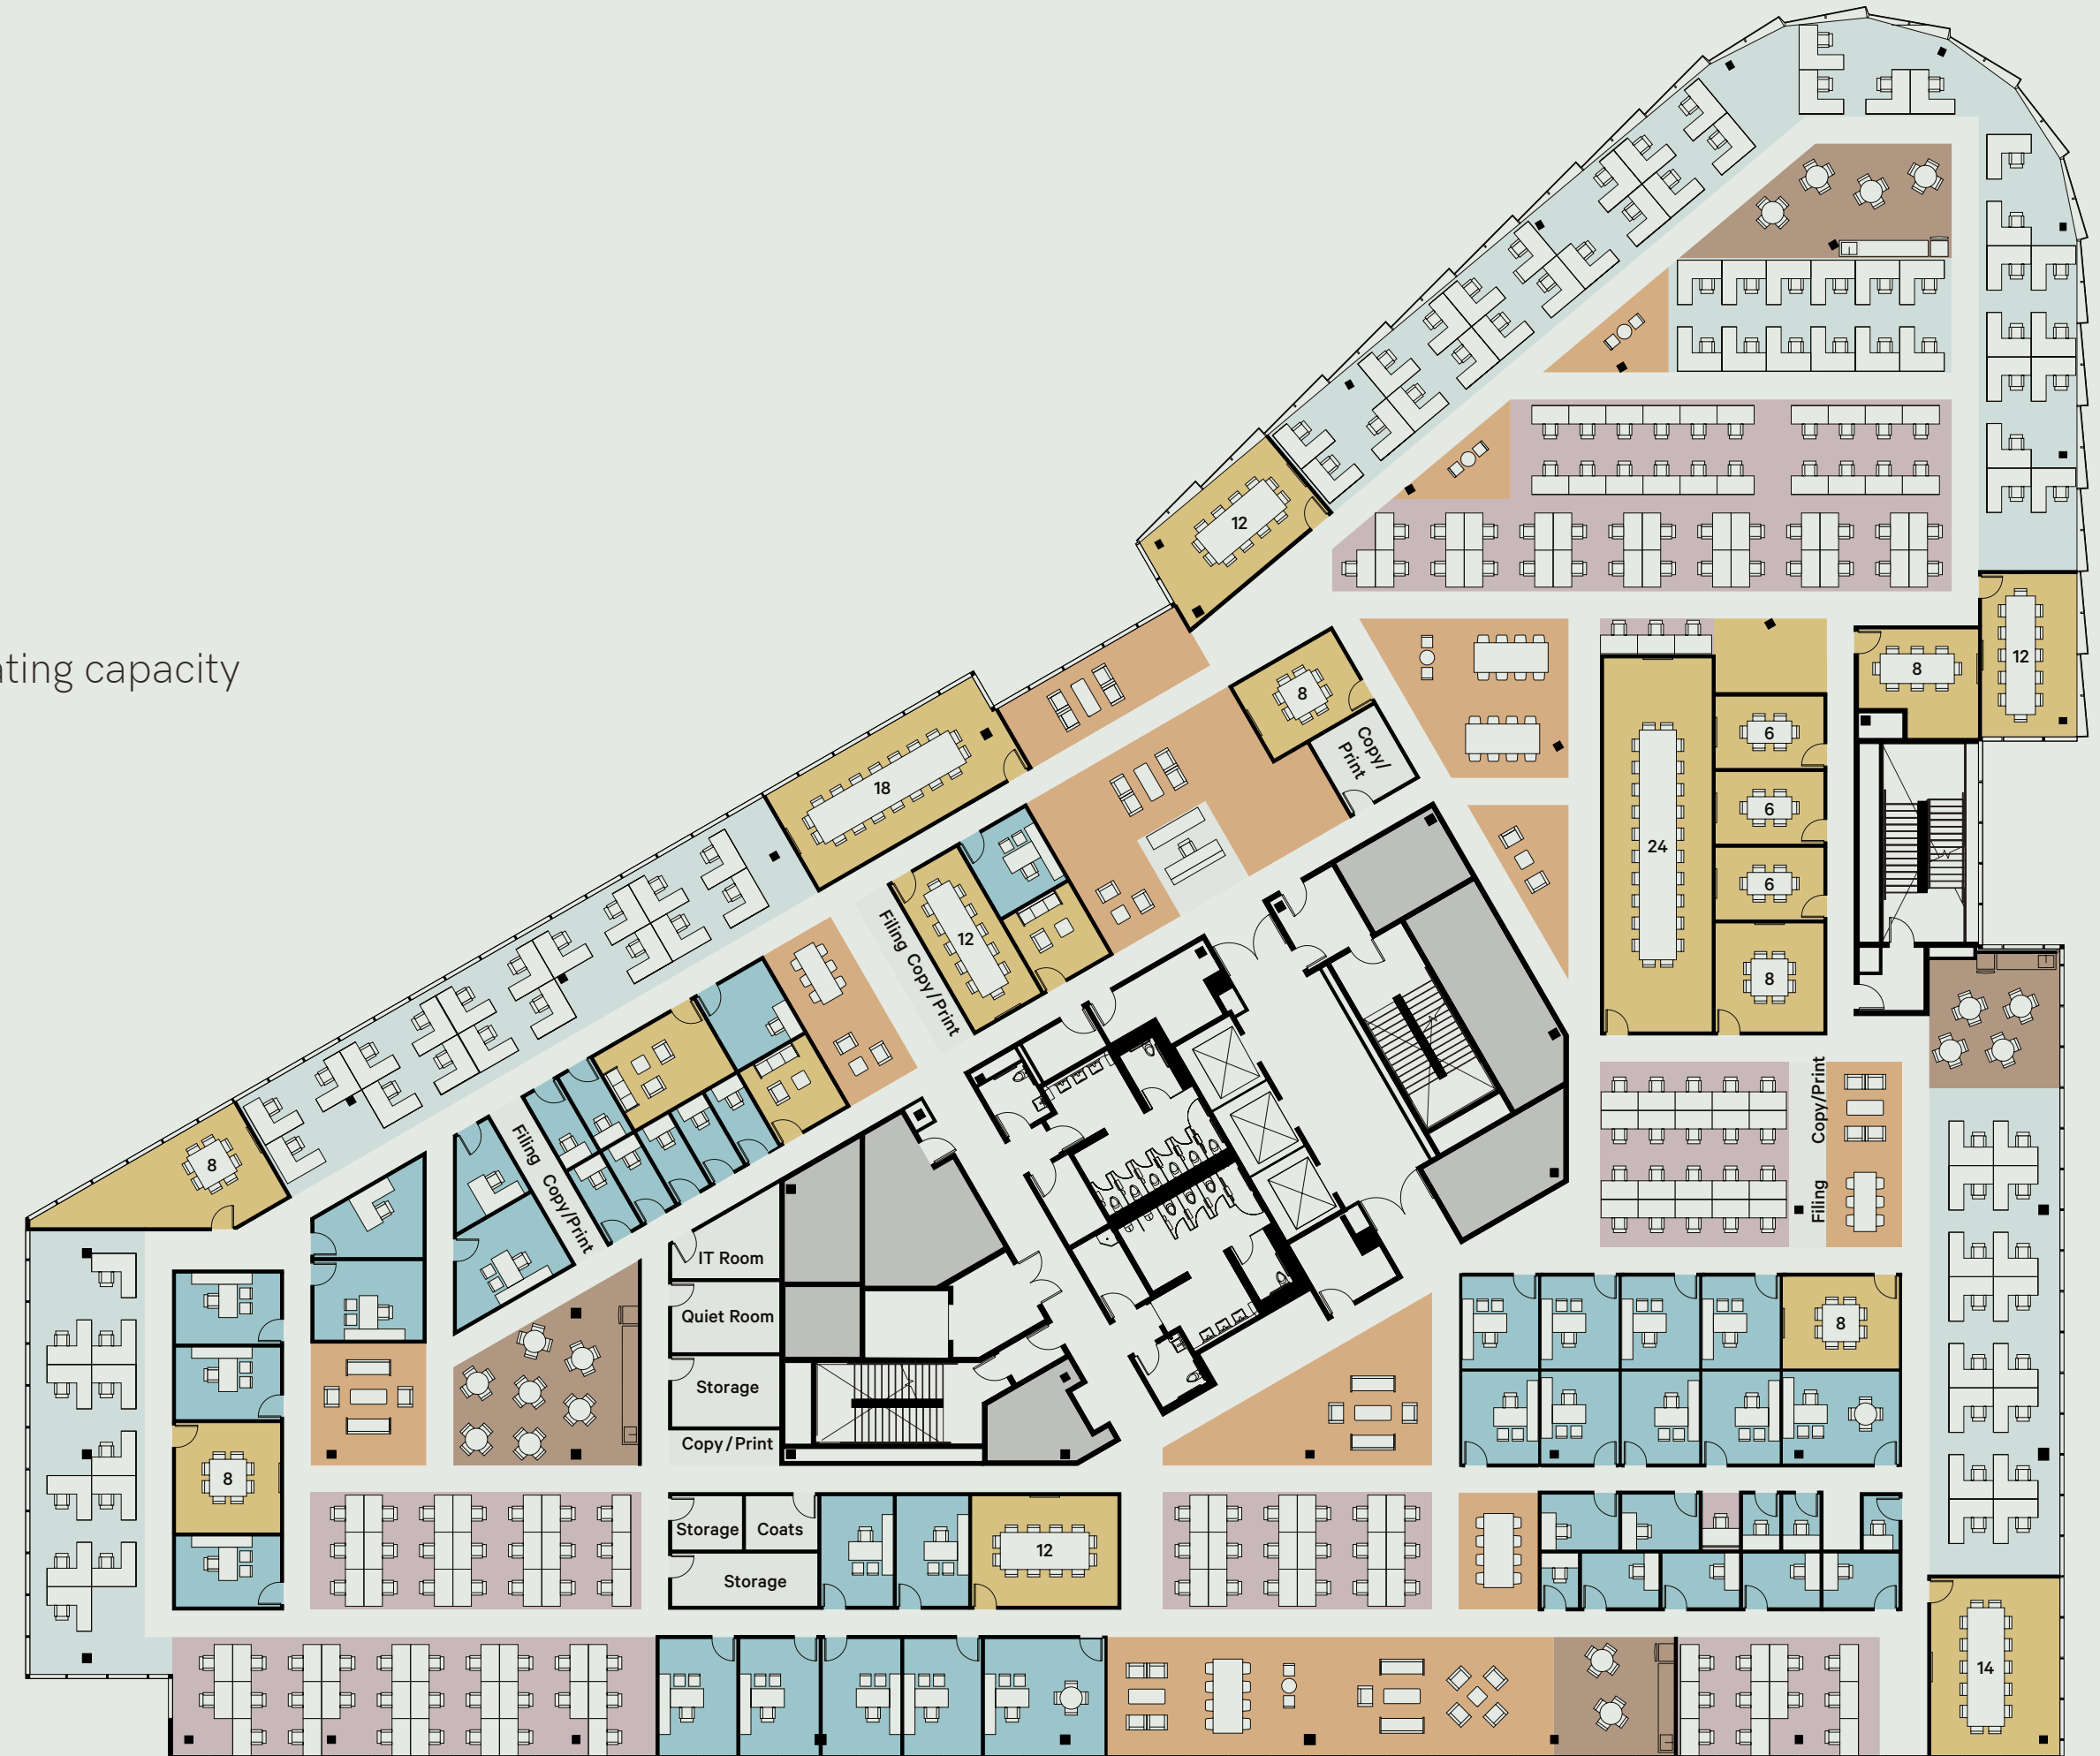 12
12
8
ating capacity
8
6
Copy/
Print
18
6
24
6
12
Filing Copy/Print
8
8
Filing Copy/Print
Filing Copy/Print
IT Room
Quiet Room
8
Storage
Copy/Print
8
Storage
Coats
12
Storage
14